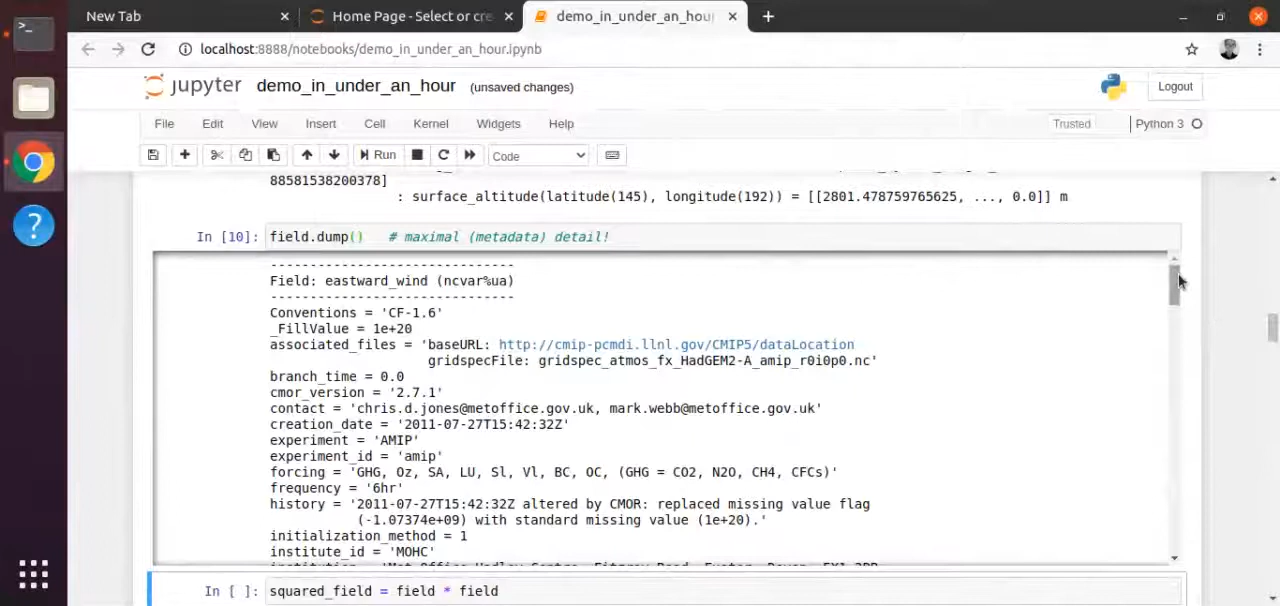 New Tab
Home Page - Select or cre
demo_in_under_an_hour
localhost:8888/notebooks/demo_in_under_an_hour.ipynb
jupyter demo_in_under_an_hour (unsaved changes)
Logout
File Edit View Insert Cell Kernel Widgets Help
Trusted
Python 3
Run
Code
88581538200378]
: surface_altitude(latitude(145), longitude(192)) = [[2801.478759765625, ..., 0.0]] m
In [10]: field.dump() # maximal (metadata) detail!
------------------------------
Field: eastward_wind (ncvar%ua)
------------------------------
Conventions = 'CF-1.6'
_FillValue = 1e+20
associated_files = 'baseURL: http://cmip-pcmdi.llnl.gov/CMIP5/dataLocation
gridspecFile: gridspec_atmos_fx_HadGEM2-A_amip_r0i0p0.nc'
branch_time = 0.0
cmor_version = '2.7.1'
contact = 'chris.d.jones@metoffice.gov.uk, mark.webb@metoffice.gov.uk'
creation_date = '2011-07-27T15:42:32Z'
experiment = 'AMIP'
experiment_id = 'amip'
forcing = 'GHG, Oz, SA, LU, Sl, Vl, BC, OC, (GHG = CO2, N2O, CH4, CFCs)'
frequency = '6hr'
history = '2011-07-27T15:42:32Z altered by CMOR: replaced missing value flag
(-1.07374e+09) with standard missing value (1e+20).'
initialization_method = 1
institute_id = 'MOHC'
In [ ]: squared_field = field * field